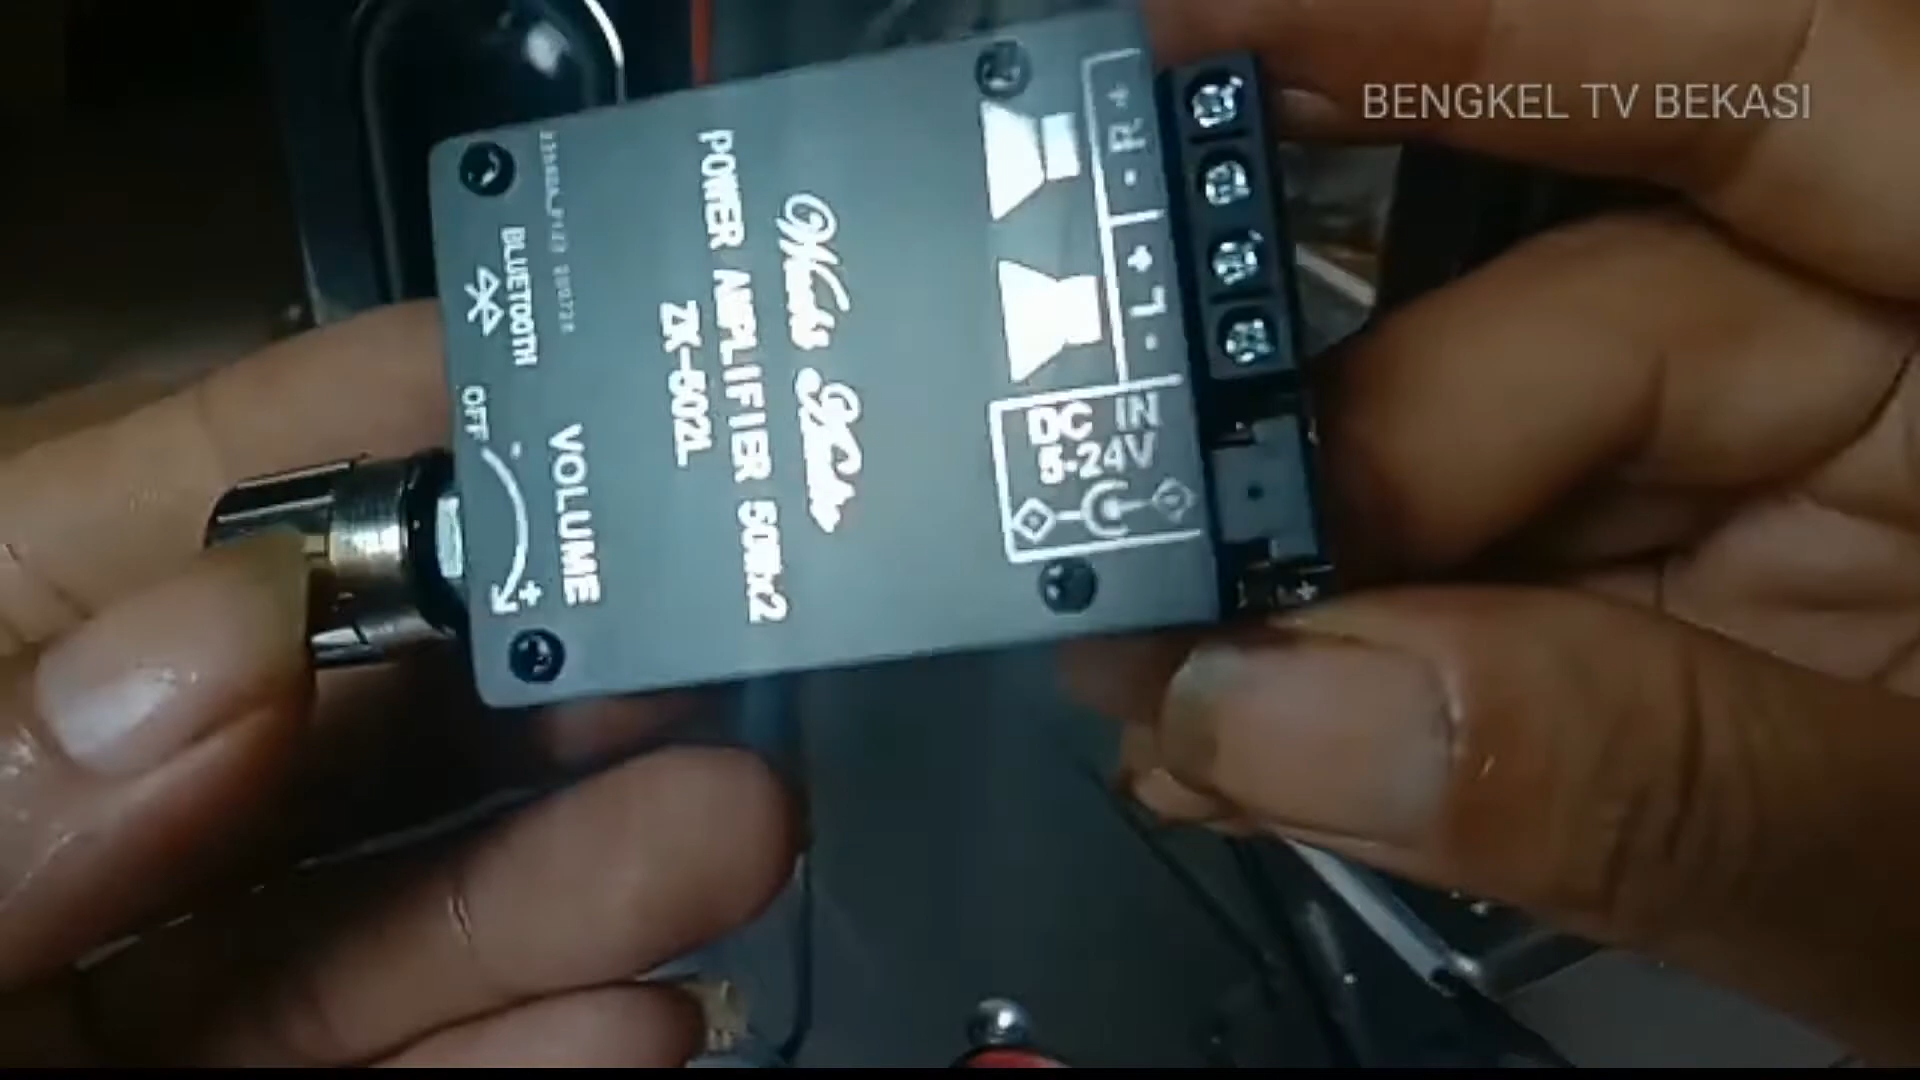 BENGKEL TV BEKASI
R
+
-
L
+
-
DC IN
5-24V
POWER AMPLIFIER 50Wx2
ZK-502L
BLUETOOTH
OFF
VOLUME
+